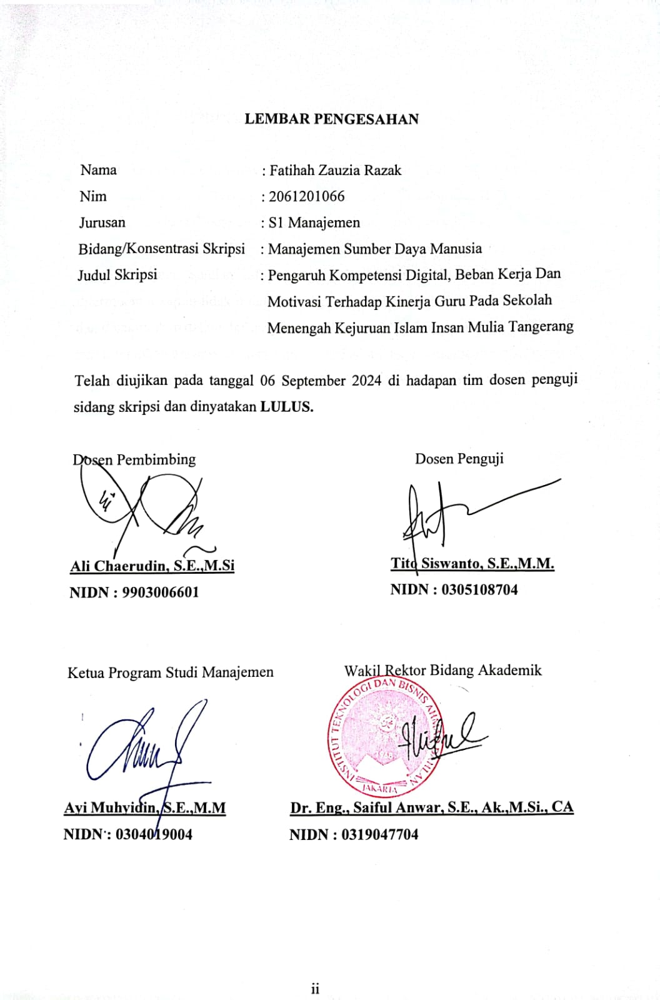 LEMBAR PENGESAHAN
Nama : Fatihah Zauzia Razak
Nim : 2061201066
Jurusan : S1 Manajemen
Bidang/Konsentrasi Skripsi : Manajemen Sumber Daya Manusia
Judul Skripsi : Pengaruh Kompetensi Digital, Beban Kerja Dan
Motivasi Terhadap Kinerja Guru Pada Sekolah
Menengah Kejuruan Islam Insan Mulia Tangerang
Telah diujikan pada tanggal 06 September 2024 di hadapan tim dosen penguji
sidang skripsi dan dinyatakan LULUS.
Dosen Pembimbing
Ali Chaerudin, S.E.,M.Si
NIDN : 9903006601
Dosen Penguji
Tito Siswanto, S.E.,M.M.
NIDN : 0305108704
Ketua Program Studi Manajemen
Ayi Muhyidin, S.E.,M.M
NIDN : 0304019004
Wakil Rektor Bidang Akademik
INSTITUT TEKNOLOGI DAN BISNIS
JAKARTA
Dr. Eng., Saiful Anwar, S.E., Ak.,M.Si., CA
NIDN : 0319047704
ii